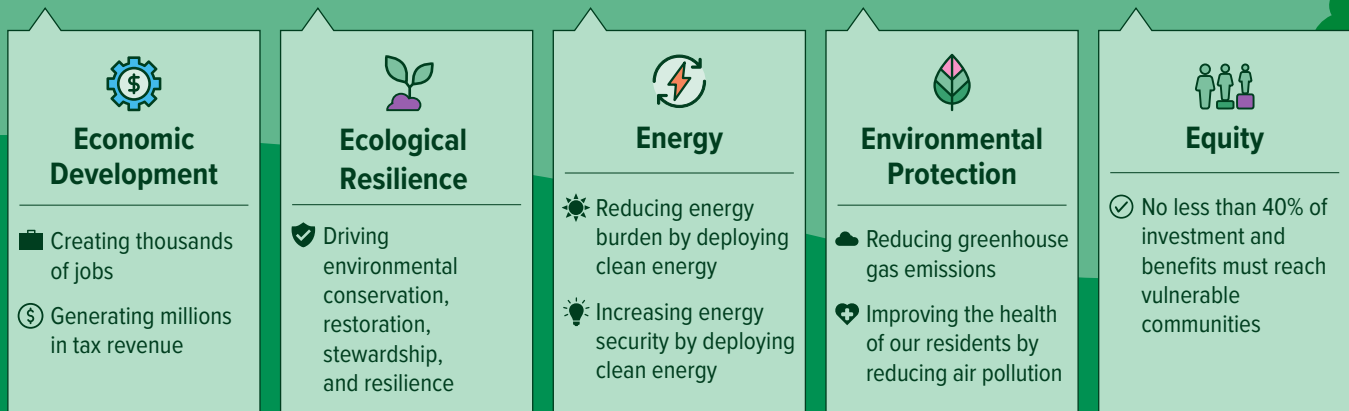 Economic
Development
Creating thousands
of jobs
Generating millions
in tax revenue
Ecological
Resilience
Driving
environmental
conservation,
restoration,
stewardship,
and resilience
Energy
Reducing energy
burden by deploying
clean energy
Increasing energy
security by deploying
clean energy
Environmental
Protection
Reducing greenhouse
gas emissions
Improving the health
of our residents by
reducing air pollution
Equity
No less than 40% of
investment and
benefits must reach
vulnerable
communities